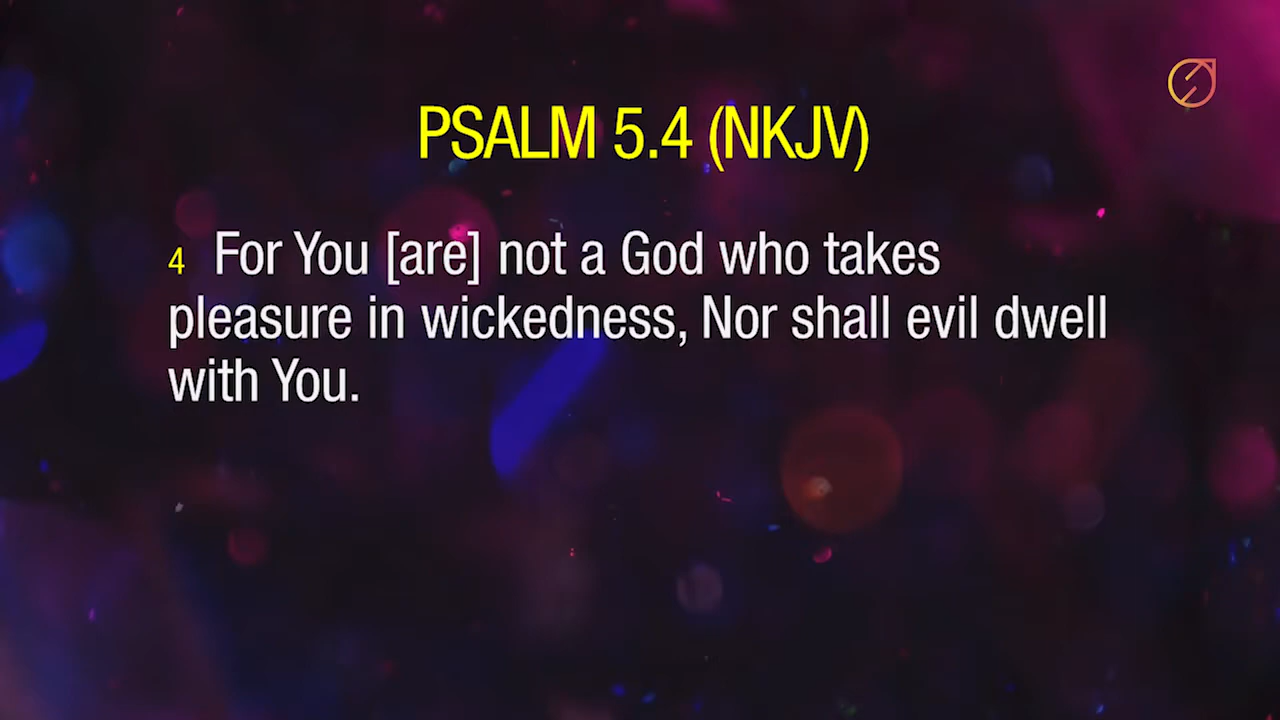 PSALM 5.4 (NKJV)
4 For You [are] not a God who takes
pleasure in wickedness, Nor shall evil dwell
with You.